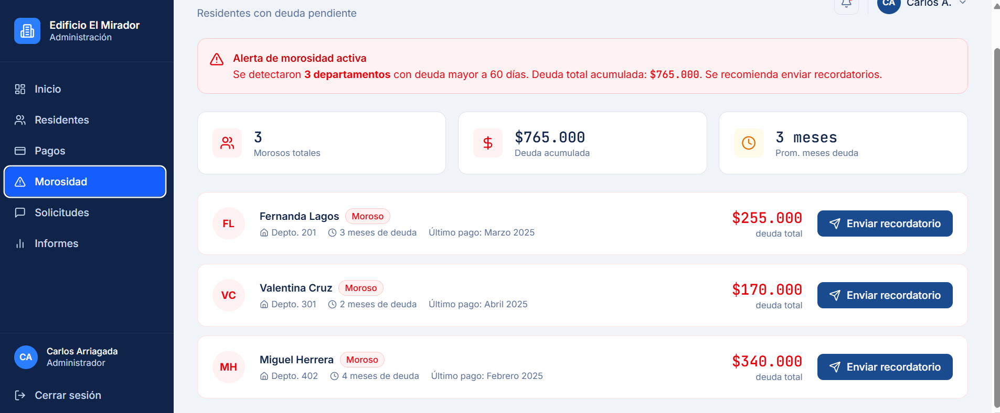 Edificio El Mirador
Administración
Inicio
Residentes
Pagos
Morosidad
Solicitudes
Informes
CA
Carlos Arriagada
Administrador
Cerrar sesión
Residentes con deuda pendiente
CA
Carlos A.
Alerta de morosidad activa
Se detectaron 3 departamentos con deuda mayor a 60 días. Deuda total acumulada: $765.000. Se recomienda enviar recordatorios.
3
Morosos totales
$765.000
Deuda acumulada
3 meses
Prom. meses deuda
FL
Fernanda Lagos
Moroso
Depto. 201
3 meses de deuda
Último pago: Marzo 2025
$255.000
deuda total
Enviar recordatorio
VC
Valentina Cruz
Moroso
Depto. 301
2 meses de deuda
Último pago: Abril 2025
$170.000
deuda total
Enviar recordatorio
MH
Miguel Herrera
Moroso
Depto. 402
4 meses de deuda
Último pago: Febrero 2025
$340.000
deuda total
Enviar recordatorio